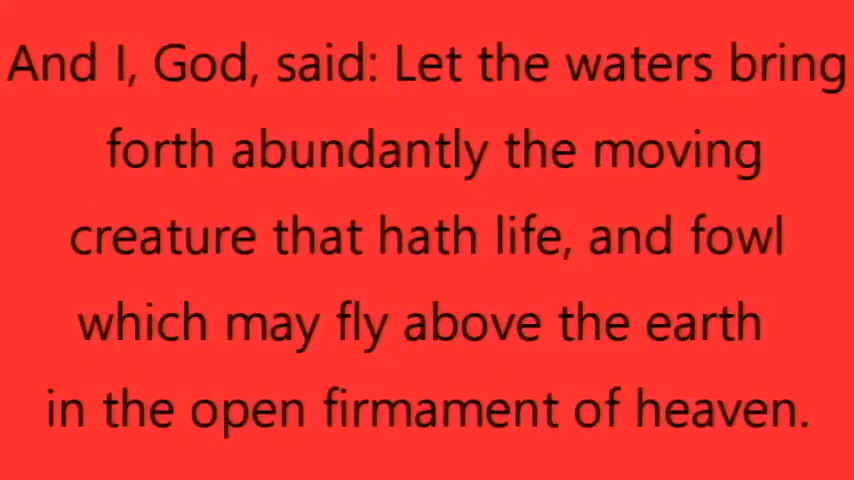 And I, God, said: Let the waters bring
forth abundantly the moving
creature that hath life, and fowl
which may fly above the earth
in the open firmament of heaven.